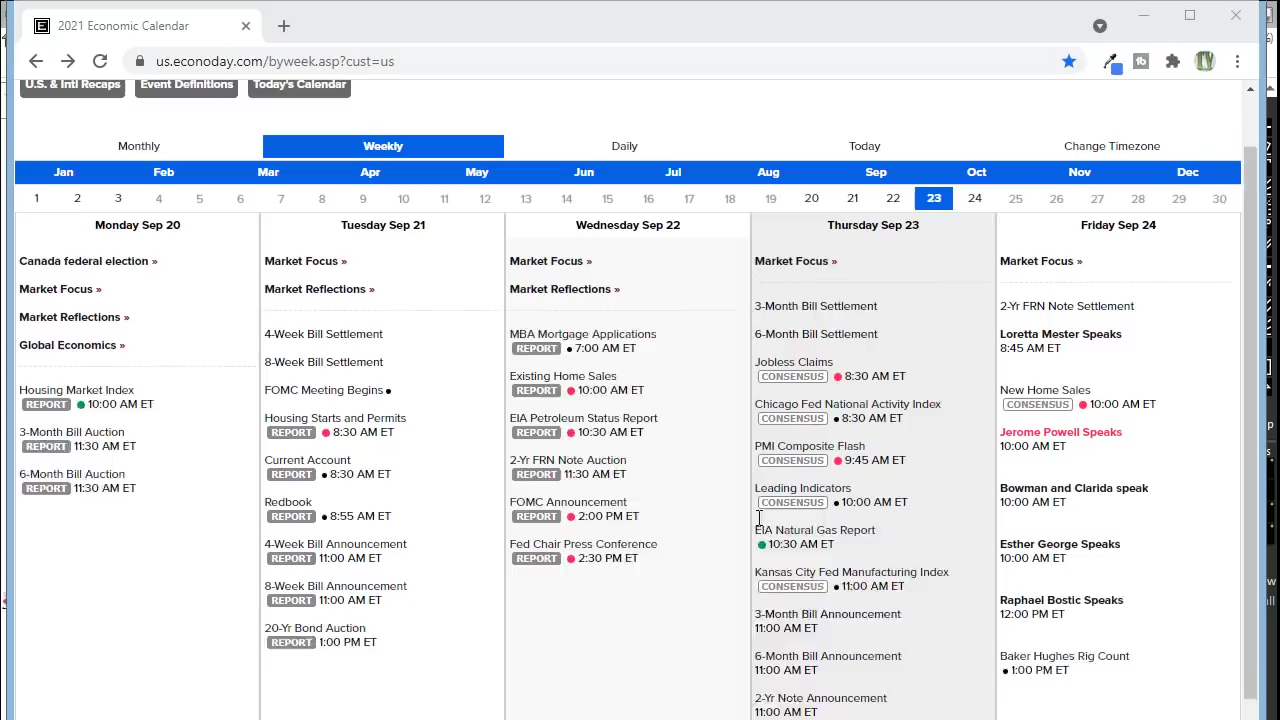 2021 Economic Calendar
us.econoday.com/byweek.asp?cust=us
U.S. & Intl Recaps
Event Definitions
Today's Calendar
Monthly
Weekly
Daily
Today
Change Timezone
Jan Feb Mar Apr May Jun Jul Aug Sep Oct Nov Dec
1 2 3 4 5 6 7 8 9 10 11 12 13 14 15 16 17 18 19 20 21 22 23 24 25 26 27 28 29 30
Monday Sep 20
Canada federal election »
Market Focus »
Market Reflections »
Global Economics »
Housing Market Index
REPORT 10:00 AM ET
3-Month Bill Auction
REPORT 11:30 AM ET
6-Month Bill Auction
REPORT 11:30 AM ET
Tuesday Sep 21
Market Focus »
Market Reflections »
4-Week Bill Settlement
8-Week Bill Settlement
FOMC Meeting Begins
Housing Starts and Permits
REPORT 8:30 AM ET
Current Account
REPORT 8:30 AM ET
Redbook
REPORT 8:55 AM ET
4-Week Bill Announcement
REPORT 11:00 AM ET
8-Week Bill Announcement
REPORT 11:00 AM ET
20-Yr Bond Auction
REPORT 1:00 PM ET
Wednesday Sep 22
Market Focus »
Market Reflections »
MBA Mortgage Applications
REPORT 7:00 AM ET
Existing Home Sales
REPORT 10:00 AM ET
EIA Petroleum Status Report
REPORT 10:30 AM ET
2-Yr FRN Note Auction
REPORT 11:30 AM ET
FOMC Announcement
REPORT 2:00 PM ET
Fed Chair Press Conference
REPORT 2:30 PM ET
Thursday Sep 23
Market Focus »
3-Month Bill Settlement
6-Month Bill Settlement
Jobless Claims
CONSENSUS 8:30 AM ET
Chicago Fed National Activity Index
CONSENSUS 8:30 AM ET
PMI Composite Flash
CONSENSUS 9:45 AM ET
Leading Indicators
CONSENSUS 10:00 AM ET
EIA Natural Gas Report
10:30 AM ET
Kansas City Fed Manufacturing Index
CONSENSUS 11:00 AM ET
3-Month Bill Announcement
11:00 AM ET
6-Month Bill Announcement
11:00 AM ET
2-Yr Note Announcement
11:00 AM ET
Friday Sep 24
Market Focus »
2-Yr FRN Note Settlement
Loretta Mester Speaks
8:45 AM ET
New Home Sales
CONSENSUS 10:00 AM ET
Jerome Powell Speaks
10:00 AM ET
Bowman and Clarida speak
10:00 AM ET
Esther George Speaks
10:00 AM ET
Raphael Bostic Speaks
12:00 PM ET
Baker Hughes Rig Count
1:00 PM ET